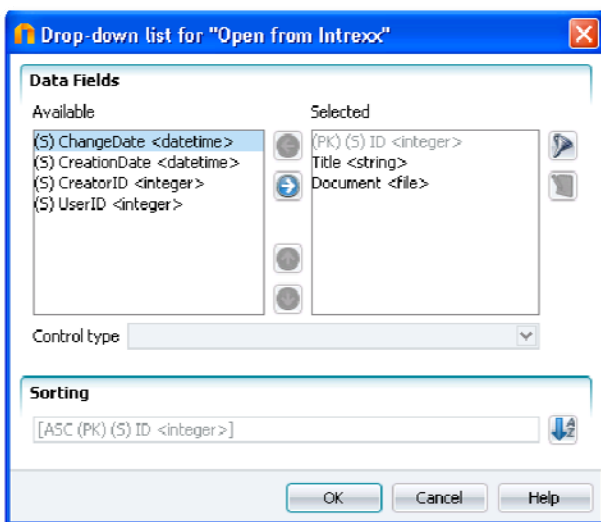 Drop-down list for "Open from Intrexx"
Data Fields
Available
Selected
(S) ChangeDate <datetime>
(S) CreationDate <datetime>
(S) CreatorID <integer>
(S) UserID <integer>
(PK) (S) ID <integer>
Title <string>
Document <file>
Control type
Sorting
[ASC (PK) (S) ID <integer>]
A
Z
OK
Cancel
Help